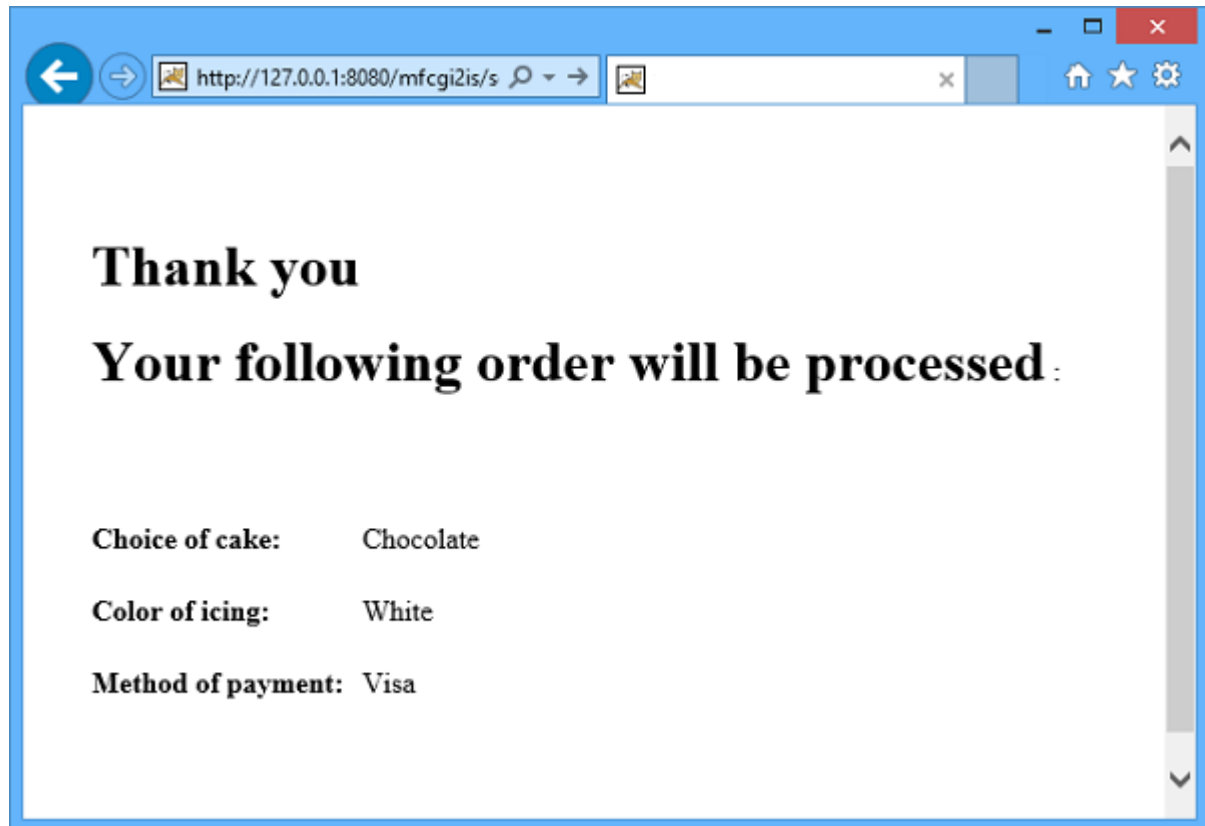 http://127.0.0.1:8080/mfcgi2is/s
Thank you
Your following order will be processed :
Choice of cake: Chocolate
Color of icing: White
Method of payment: Visa